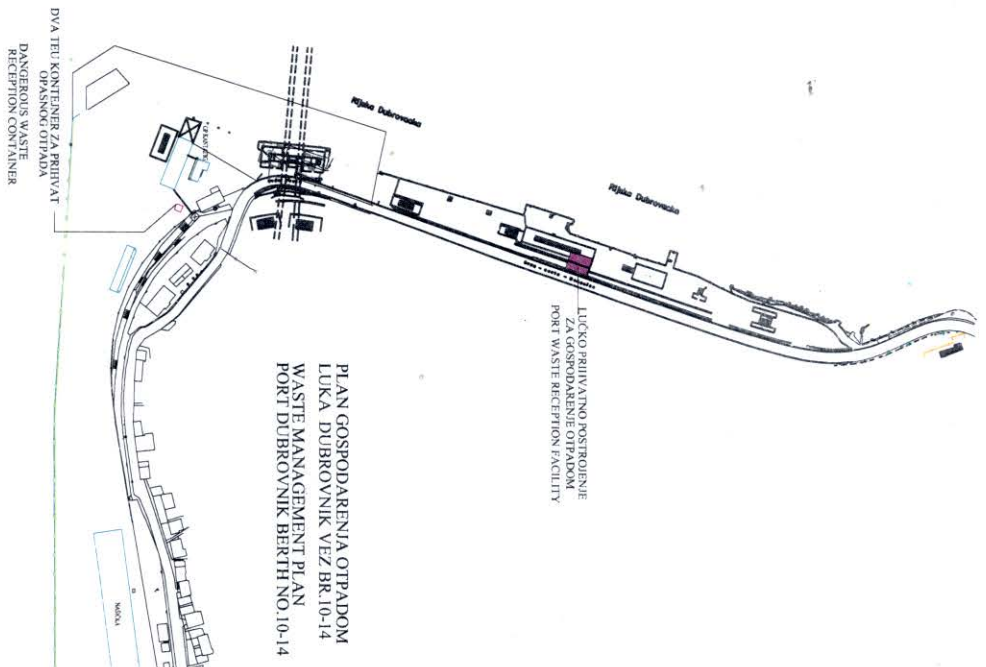 DVA TEU KONTEJNER ZA PRIHVAT
OPASNOG OTPADA
DANGEROUS WASTE
RECEPTION CONTAINER
Rijeka Dubrovacka
Rijeka Dubrovacka
LUČKO PRIHVATNO POSTROJENJE
ZA GOSPODARENJE OTPADOM
PORT WASTE RECEPTION FACILITY
PLAN GOSPODARENJA OTPADOM
LUKA DUBROVNIK VEZ BR.10-14
WASTE MANAGEMENT PLAN
PORT DUBROVNIK BERTH NO.10-14